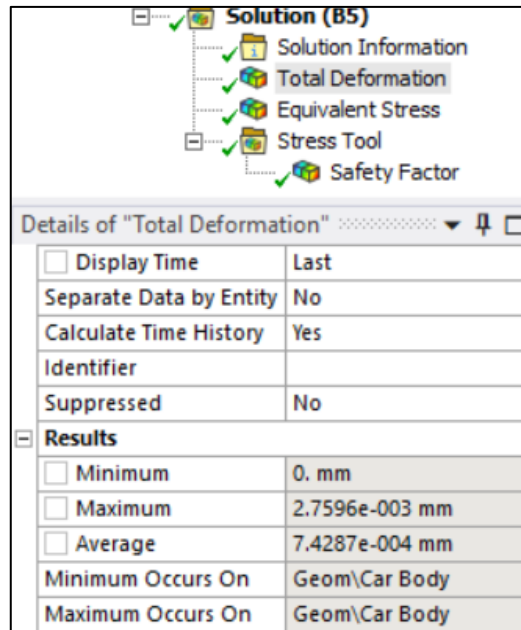 Solution (B5)
Solution Information
Total Deformation
Equivalent Stress
Stress Tool
Safety Factor
Details of "Total Deformation"
Display Time Last
Separate Data by Entity No
Calculate Time History Yes
Identifier
Suppressed No
Results
Minimum 0. mm
Maximum 2.7596e-003 mm
Average 7.4287e-004 mm
Minimum Occurs On Geom\Car Body
Maximum Occurs On Geom\Car Body